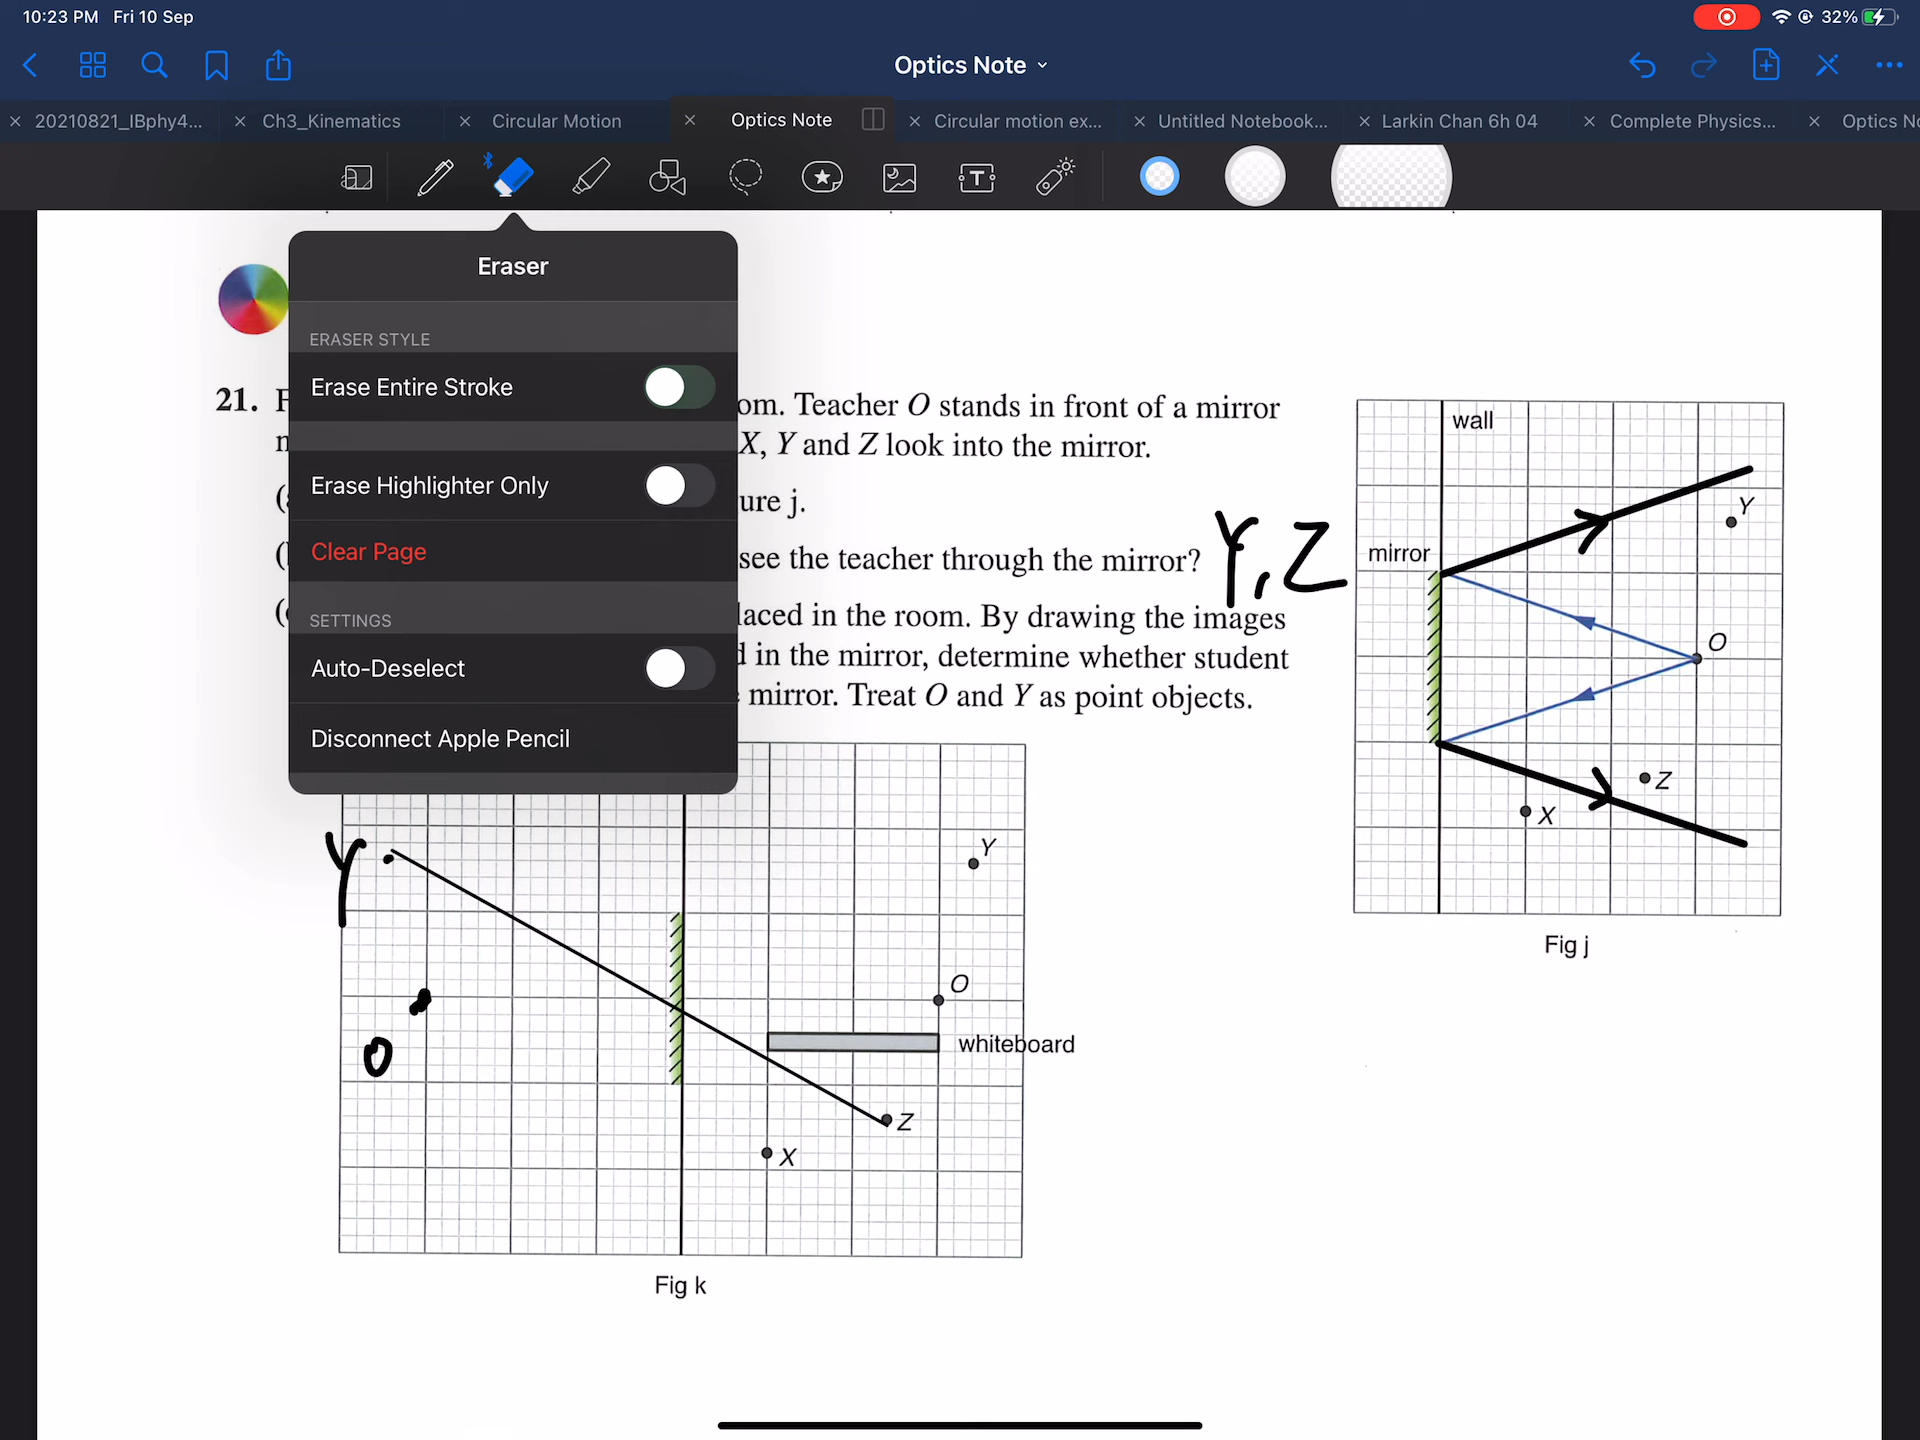 10:23 PM Fri 10 Sep
32%
Optics Note
20210821_IBphy4...
Ch3_Kinematics
Circular Motion
Optics Note
Circular motion ex...
Untitled Notebook...
Larkin Chan 6h 04
Complete Physics...
Optics No
Eraser
ERASER STYLE
Erase Entire Stroke
Erase Highlighter Only
Clear Page
SETTINGS
Auto-Deselect
Disconnect Apple Pencil
21. F
om. Teacher O stands in front of a mirror
X, Y and Z look into the mirror.
ure j.
see the teacher through the mirror? Y, Z
laced in the room. By drawing the images
in the mirror, determine whether student
mirror. Treat O and Y as point objects.
wall
Y
mirror
O
Z
X
Fig j
Y
Y
O
O
whiteboard
Z
X
Fig k